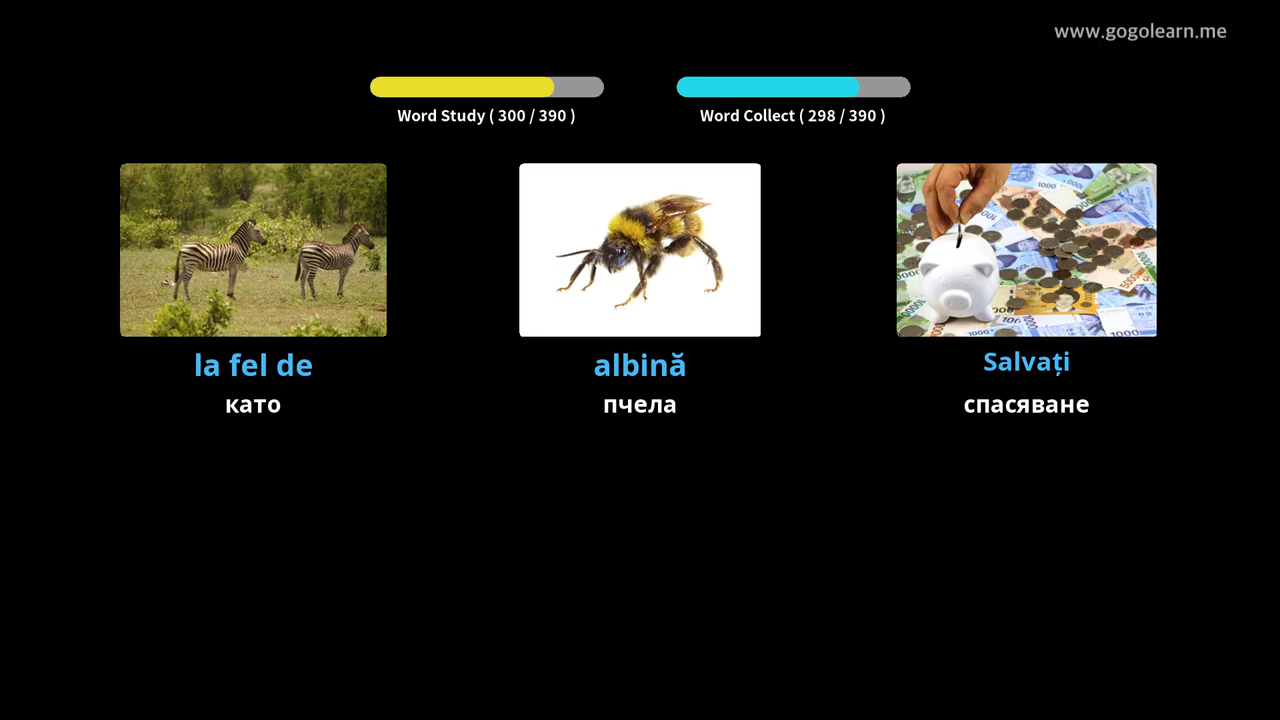 www.gogolearn.me
Word Study ( 300 / 390 )
Word Collect ( 298 / 390 )
la fel de
albină
Salvați
като
пчела
спасяване